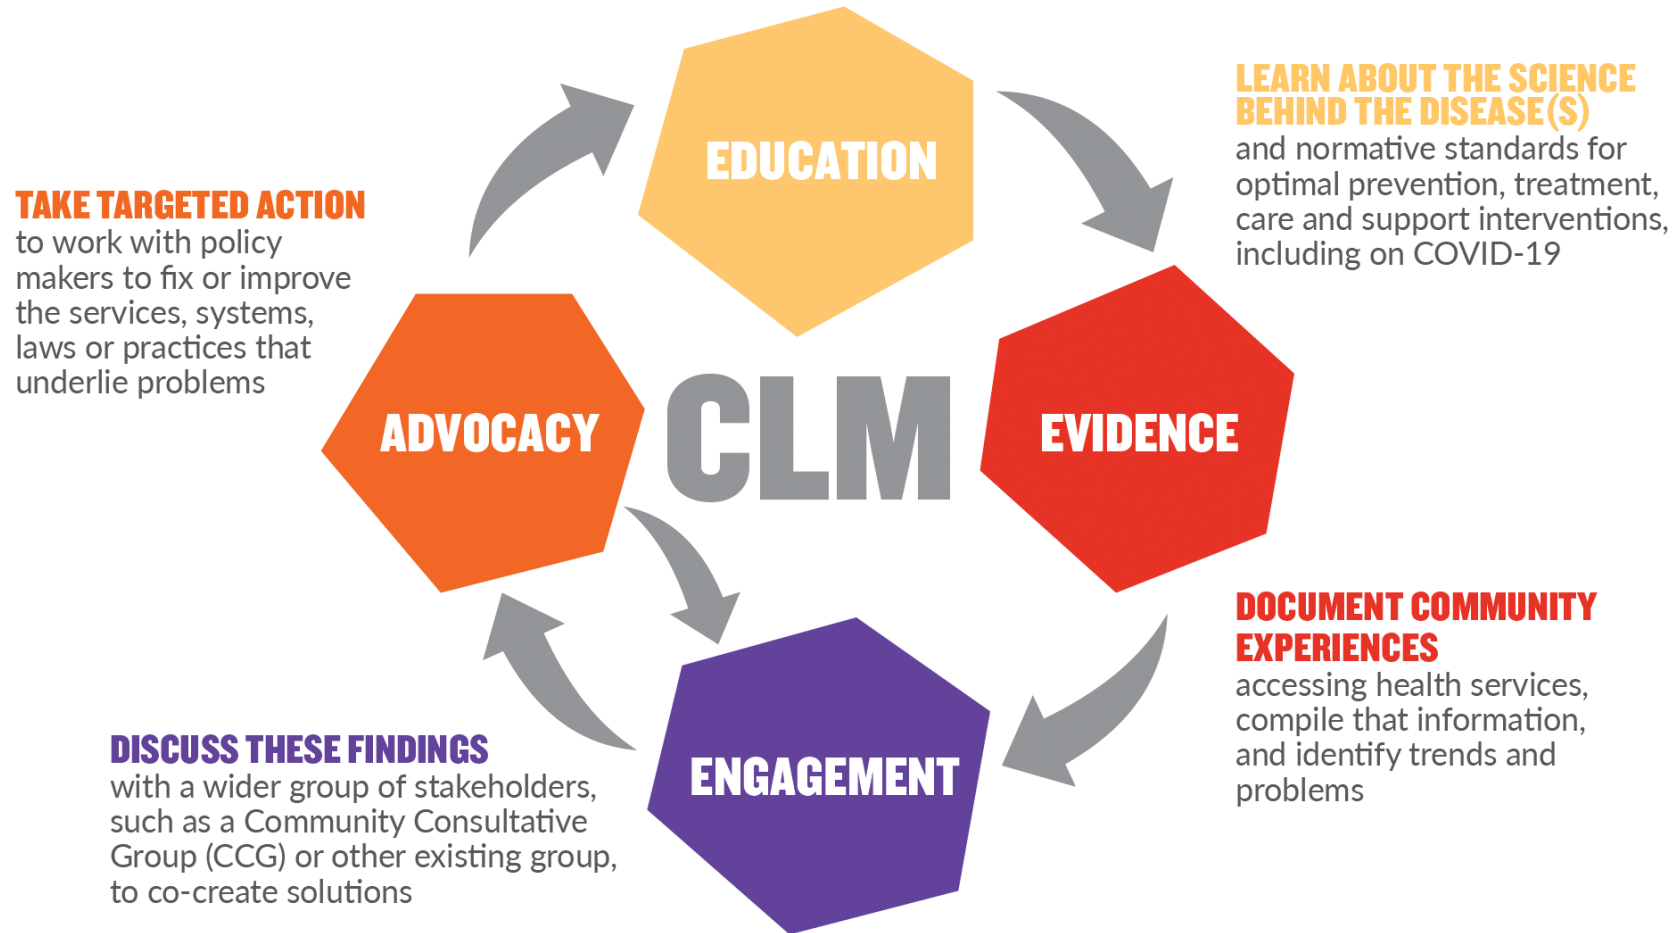 EDUCATION
LEARN ABOUT THE SCIENCE
BEHIND THE DISEASE(S)
and normative standards for
optimal prevention, treatment,
care and support interventions,
including on COVID-19
TAKE TARGETED ACTION
to work with policy
makers to fix or improve
the services, systems,
laws or practices that
underlie problems
ADVOCACY
CLM
EVIDENCE
DOCUMENT COMMUNITY
EXPERIENCES
accessing health services,
compile that information,
and identify trends and
problems
DISCUSS THESE FINDINGS
with a wider group of stakeholders,
such as a Community Consultative
Group (CCG) or other existing group,
to co-create solutions
ENGAGEMENT